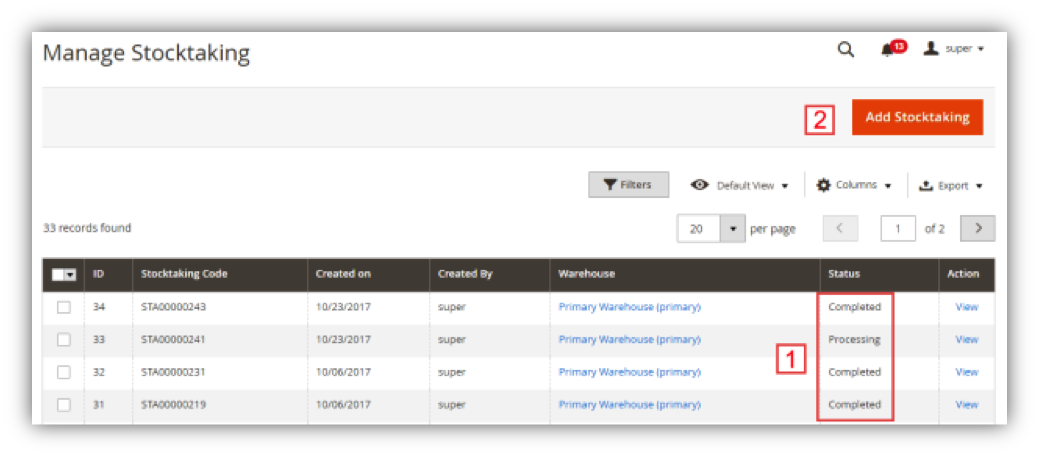 Manage Stocktaking
13
super
2
Add Stocktaking
Filters
Default View
Columns
Export
33 records found
20
per page
1
of 2
ID Stocktaking Code Created on Created By Warehouse Status Action
34 STA00000243 10/23/2017 super Primary Warehouse (primary) Completed View
33 STA00000241 10/23/2017 super Primary Warehouse (primary) Processing View
1
32 STA00000231 10/06/2017 super Primary Warehouse (primary) Completed View
31 STA00000219 10/06/2017 super Primary Warehouse (primary) Completed View